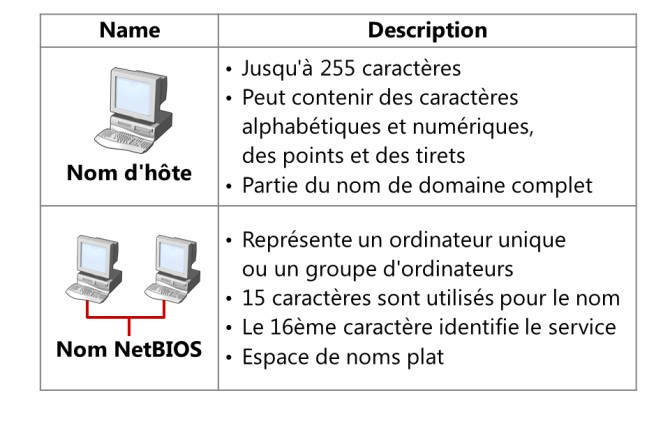 Name
Description
Nom d'hôte
• Jusqu'à 255 caractères
• Peut contenir des caractères
alphabétiques et numériques,
des points et des tirets
• Partie du nom de domaine complet
Nom NetBIOS
• Représente un ordinateur unique
ou un groupe d'ordinateurs
• 15 caractères sont utilisés pour le nom
• Le 16ème caractère identifie le service
• Espace de noms plat